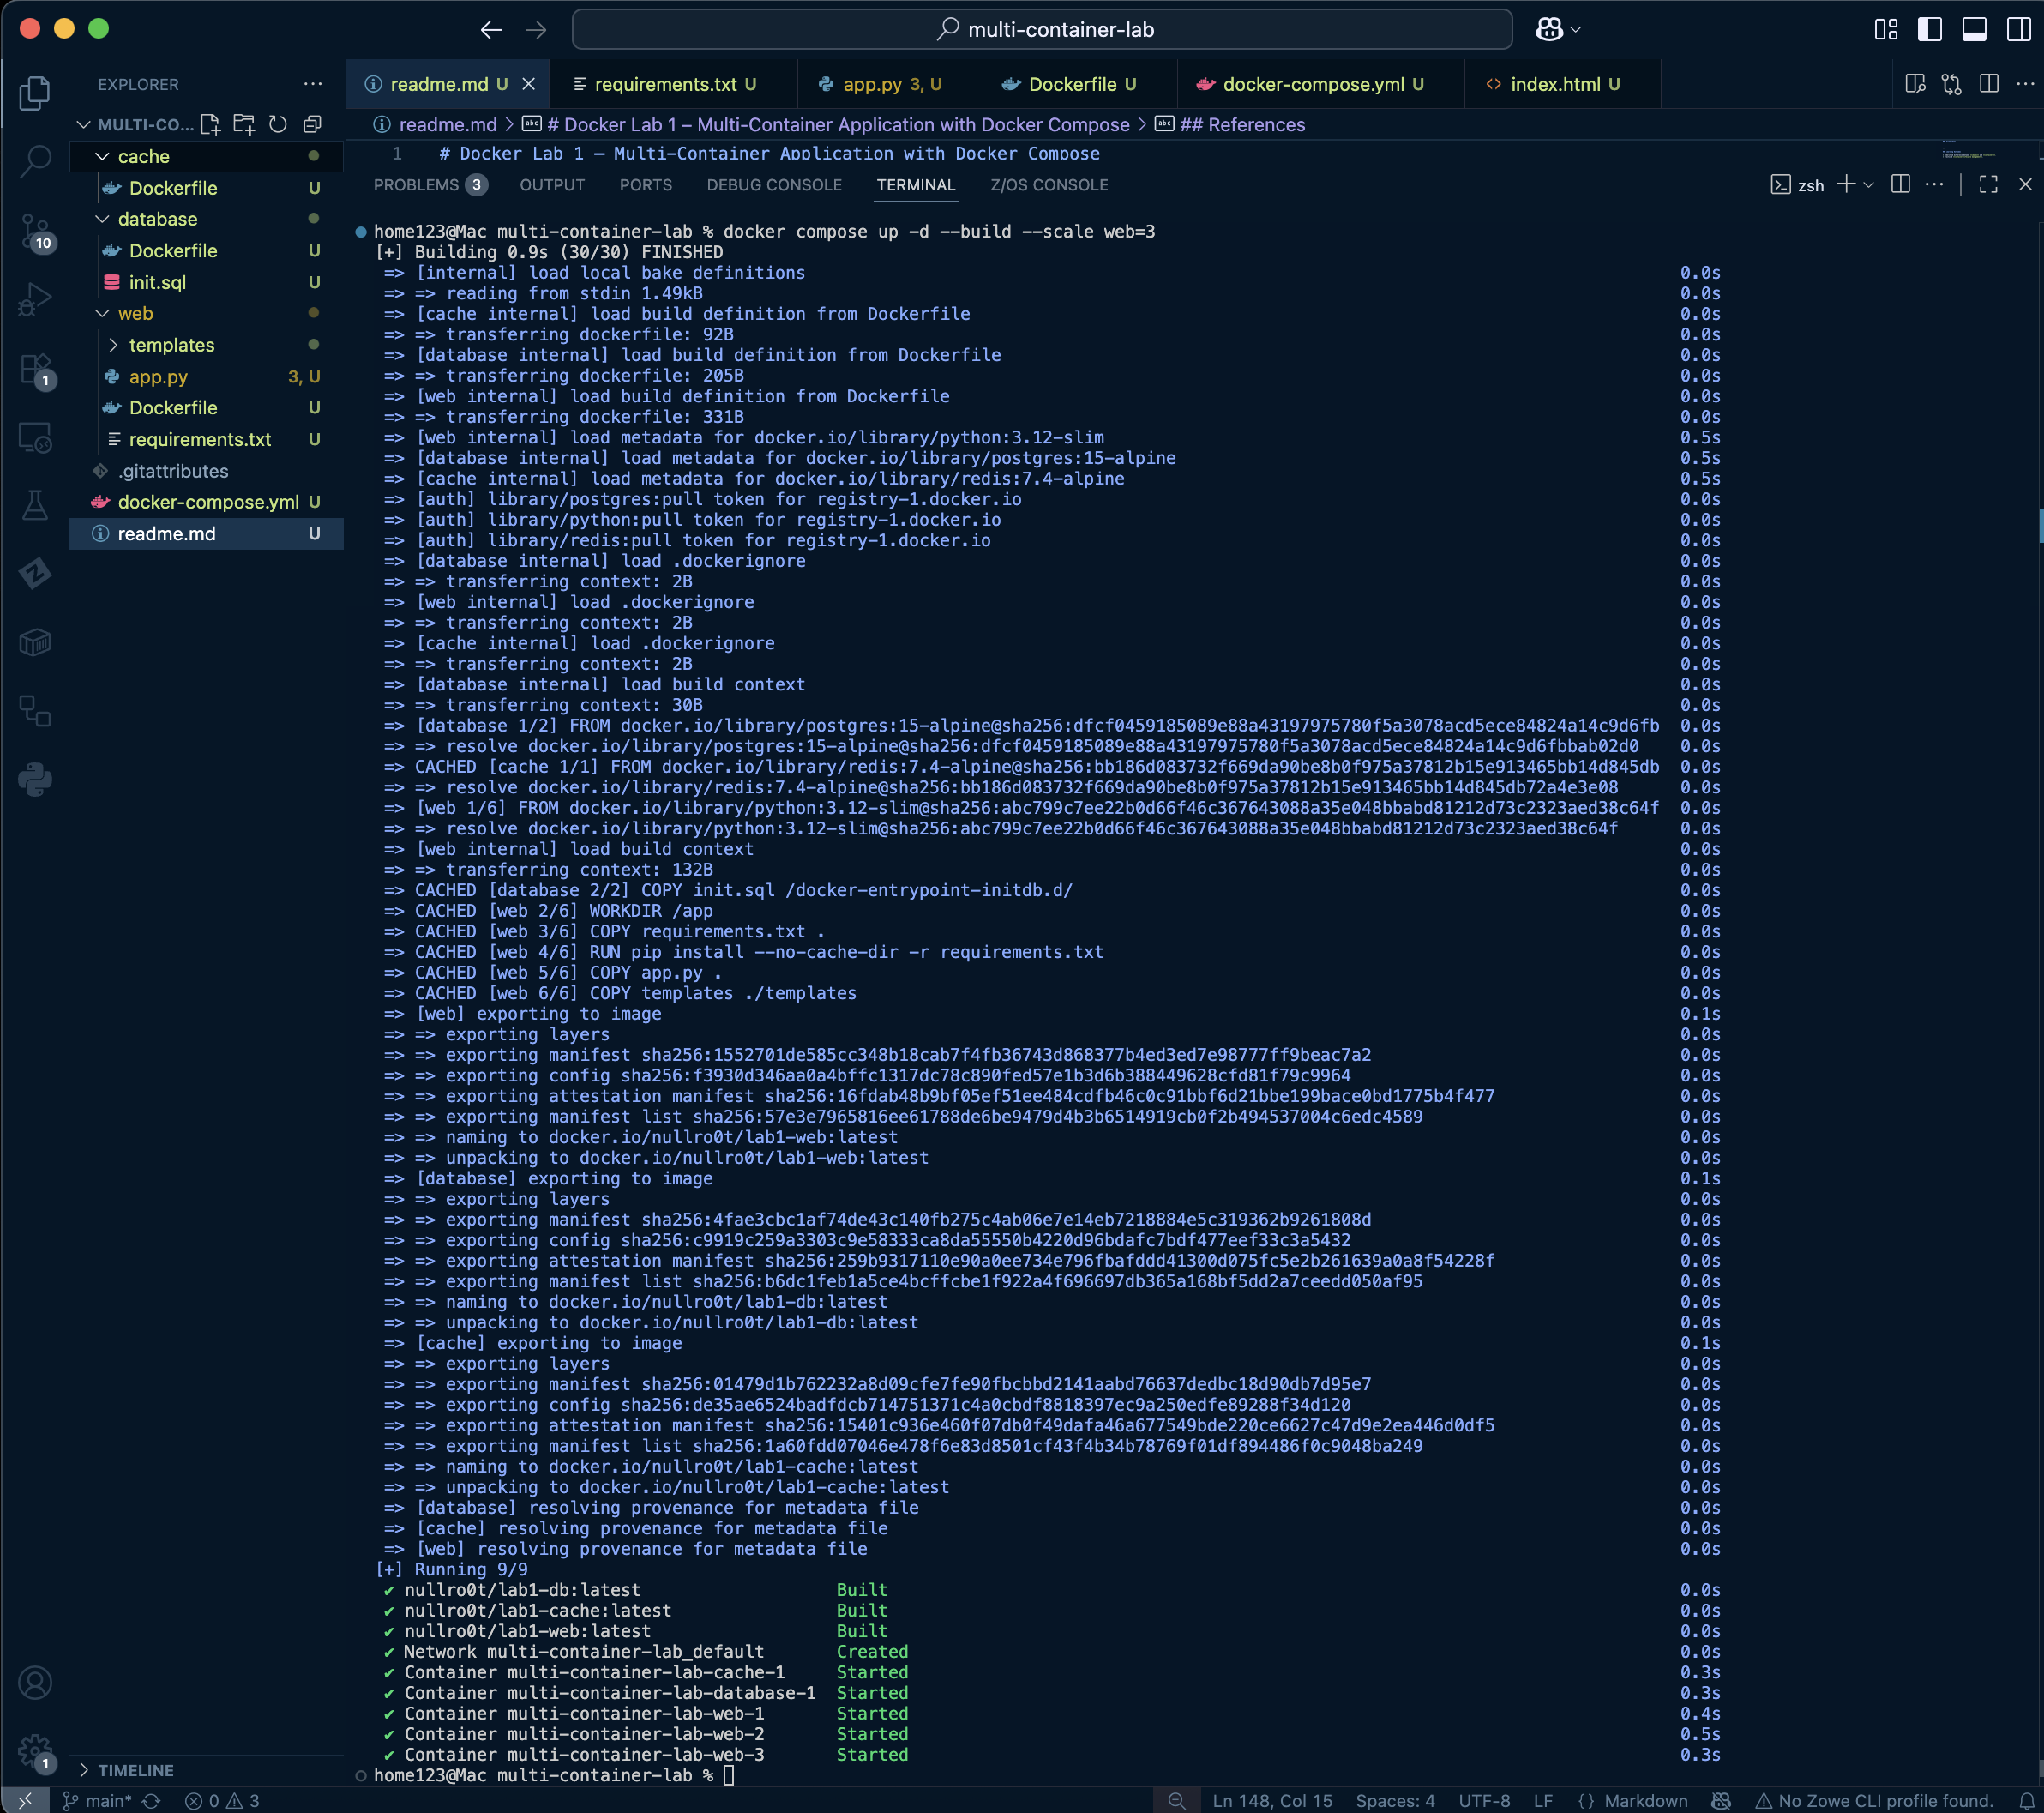 multi-container-lab
EXPLORER
readme.md U
requirements.txt U
app.py 3, U
Dockerfile U
docker-compose.yml U
index.html U
MULTI-CO...
readme.md > # Docker Lab 1 – Multi-Container Application with Docker Compose > ## References
1 # Docker Lab 1 – Multi-Container Application with Docker Compose
cache
Dockerfile U
database
Dockerfile U
init.sql U
web
templates
app.py 3, U
Dockerfile U
requirements.txt U
.gitattributes
docker-compose.yml U
readme.md U
10
1
1
TIMELINE
PROBLEMS 3 OUTPUT PORTS DEBUG CONSOLE TERMINAL Z/OS CONSOLE
zsh
home123@Mac multi-container-lab % docker compose up -d --build --scale web=3
[+] Building 0.9s (30/30) FINISHED
=> [internal] load local bake definitions 0.0s
=> => reading from stdin 1.49kB 0.0s
=> [cache internal] load build definition from Dockerfile 0.0s
=> => transferring dockerfile: 92B 0.0s
=> [database internal] load build definition from Dockerfile 0.0s
=> => transferring dockerfile: 205B 0.0s
=> [web internal] load build definition from Dockerfile 0.0s
=> => transferring dockerfile: 331B 0.0s
=> [web internal] load metadata for docker.io/library/python:3.12-slim 0.5s
=> [database internal] load metadata for docker.io/library/postgres:15-alpine 0.5s
=> [cache internal] load metadata for docker.io/library/redis:7.4-alpine 0.5s
=> [auth] library/postgres:pull token for registry-1.docker.io 0.0s
=> [auth] library/python:pull token for registry-1.docker.io 0.0s
=> [auth] library/redis:pull token for registry-1.docker.io 0.0s
=> [database internal] load .dockerignore 0.0s
=> => transferring context: 2B 0.0s
=> [web internal] load .dockerignore 0.0s
=> => transferring context: 2B 0.0s
=> [cache internal] load .dockerignore 0.0s
=> => transferring context: 2B 0.0s
=> [database internal] load build context 0.0s
=> => transferring context: 30B 0.0s
=> [database 1/2] FROM docker.io/library/postgres:15-alpine@sha256:dfcf0459185089e88a43197975780f5a3078acd5ece84824a14c9d6fb 0.0s
=> => resolve docker.io/library/postgres:15-alpine@sha256:dfcf0459185089e88a43197975780f5a3078acd5ece84824a14c9d6fbbab02d0 0.0s
=> CACHED [cache 1/1] FROM docker.io/library/redis:7.4-alpine@sha256:bb186d083732f669da90be8b0f975a37812b15e913465bb14d845db 0.0s
=> => resolve docker.io/library/redis:7.4-alpine@sha256:bb186d083732f669da90be8b0f975a37812b15e913465bb14d845db72a4e3e08 0.0s
=> [web 1/6] FROM docker.io/library/python:3.12-slim@sha256:abc799c7ee22b0d66f46c367643088a35e048bbabd81212d73c2323aed38c64f 0.0s
=> => resolve docker.io/library/python:3.12-slim@sha256:abc799c7ee22b0d66f46c367643088a35e048bbabd81212d73c2323aed38c64f 0.0s
=> [web internal] load build context 0.0s
=> => transferring context: 132B 0.0s
=> CACHED [database 2/2] COPY init.sql /docker-entrypoint-initdb.d/ 0.0s
=> CACHED [web 2/6] WORKDIR /app 0.0s
=> CACHED [web 3/6] COPY requirements.txt . 0.0s
=> CACHED [web 4/6] RUN pip install --no-cache-dir -r requirements.txt 0.0s
=> CACHED [web 5/6] COPY app.py . 0.0s
=> CACHED [web 6/6] COPY templates ./templates 0.0s
=> [web] exporting to image 0.1s
=> => exporting layers 0.0s
=> => exporting manifest sha256:1552701de585cc348b18cab7f4fb36743d868377b4ed3ed7e98777ff9beac7a2 0.0s
=> => exporting config sha256:f3930d346aa0a4bffc1317dc78c890fed57e1b3d6b388449628cfd81f79c9964 0.0s
=> => exporting attestation manifest sha256:16fdab48b9bf05ef51ee484cdfb46c0c91bbf6d21bbe199bace0bd1775b4f477 0.0s
=> => exporting manifest list sha256:57e3e7965816ee61788de6be9479d4b3b6514919cb0f2b494537004c6edc4589 0.0s
=> => naming to docker.io/nullro0t/lab1-web:latest 0.0s
=> => unpacking to docker.io/nullro0t/lab1-web:latest 0.0s
=> [database] exporting to image 0.1s
=> => exporting layers 0.0s
=> => exporting manifest sha256:4fae3cbc1af74de43c140fb275c4ab06e7e14eb7218884e5c319362b9261808d 0.0s
=> => exporting config sha256:c9919c259a3303c9e58333ca8da55550b4220d96bdafc7bdf477eef33c3a5432 0.0s
=> => exporting attestation manifest sha256:259b9317110e90a0ee734e796fbafddd41300d075fc5e2b261639a0a8f54228f 0.0s
=> => exporting manifest list sha256:b6dc1feb1a5ce4bcffcbe1f922a4f696697db365a168bf5dd2a7ceedd050af95 0.0s
=> => naming to docker.io/nullro0t/lab1-db:latest 0.0s
=> => unpacking to docker.io/nullro0t/lab1-db:latest 0.0s
=> [cache] exporting to image 0.1s
=> => exporting layers 0.0s
=> => exporting manifest sha256:01479d1b762232a8d09cfe7fe90fbcbbd2141aabd76637dedbc18d90db7d95e7 0.0s
=> => exporting config sha256:de35ae6524badfdcb714751371c4a0cbdf8818397ec9a250edfe89288f34d120 0.0s
=> => exporting attestation manifest sha256:15401c936e460f07db0f49dafa46a677549bde220ce6627c47d9e2ea446d0df5 0.0s
=> => exporting manifest list sha256:1a60fdd07046e478f6e83d8501cf43f4b34b78769f01df894486f0c9048ba249 0.0s
=> => naming to docker.io/nullro0t/lab1-cache:latest 0.0s
=> => unpacking to docker.io/nullro0t/lab1-cache:latest 0.0s
=> [database] resolving provenance for metadata file 0.0s
=> [cache] resolving provenance for metadata file 0.0s
=> [web] resolving provenance for metadata file 0.0s
[+] Running 9/9
✔ nullro0t/lab1-db:latest Built 0.0s
✔ nullro0t/lab1-cache:latest Built 0.0s
✔ nullro0t/lab1-web:latest Built 0.0s
✔ Network multi-container-lab_default Created 0.0s
✔ Container multi-container-lab-cache-1 Started 0.3s
✔ Container multi-container-lab-database-1 Started 0.3s
✔ Container multi-container-lab-web-1 Started 0.4s
✔ Container multi-container-lab-web-2 Started 0.5s
✔ Container multi-container-lab-web-3 Started 0.3s
home123@Mac multi-container-lab %
main* 0 3 Ln 148, Col 15 Spaces: 4 UTF-8 LF {} Markdown No Zowe CLI profile found.